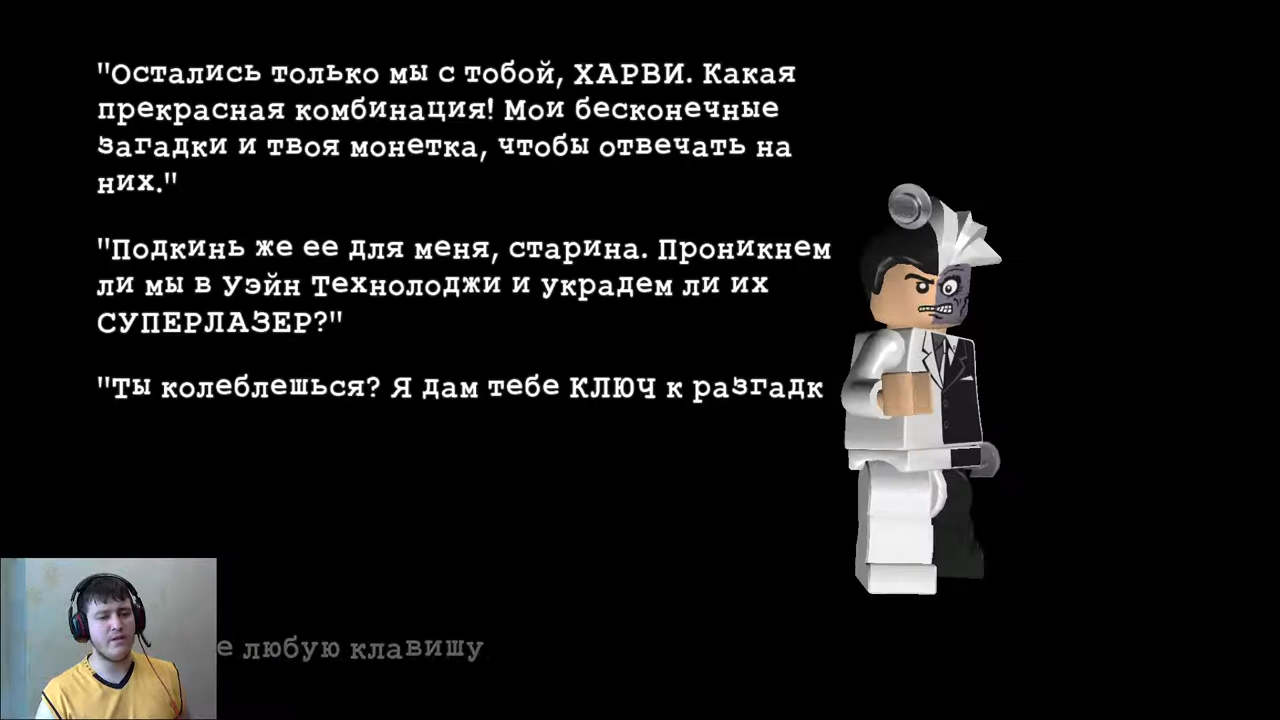 "Остались только мы с тобой, ХАРВИ. Какая
прекрасная комбинация! Мои бесконечные
загадки и твоя монетка, чтобы отвечать на
них."
"Подкинь же ее для меня, старина. Проникнем
ли мы в Уэйн Технолоджи и украдем ли их
СУПЕРЛАЗЕР?"
"Ты колеблешься? Я дам тебе КЛЮЧ к разгадк
е любую клавишу